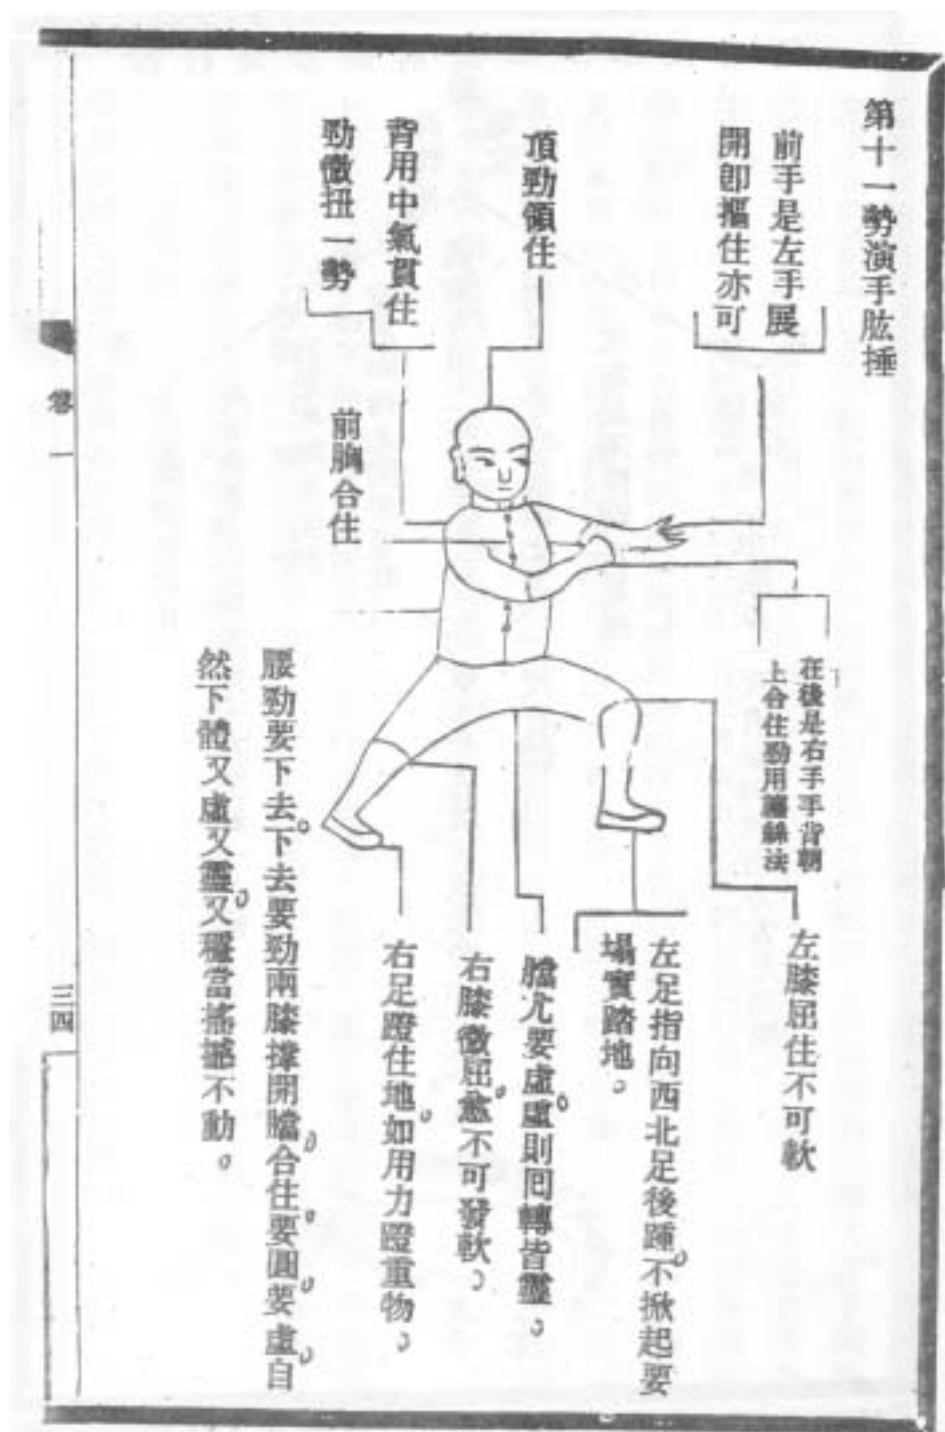 第十一勢演手肱捶
前手是左手展
開即摳住亦可
頂勁領住
背用中氣貫住
勁微扭一勢
前胸合住
在後是右手手背朝
上合住勁用纏絲法
左膝屈住不可軟
左足指向西北足後踵。不掀起要
塌實踏地。
膽尤要虛。虛則囘轉皆靈。
右膝微屈。愈不可發軟。
右足蹬住地。如用力蹬重物。
腰勁要下去。下去要勁兩膝撐開膽。合住。要圓。要虛。自
然下體又虛又靈。又穩當搖撼不動。
卷一
三四